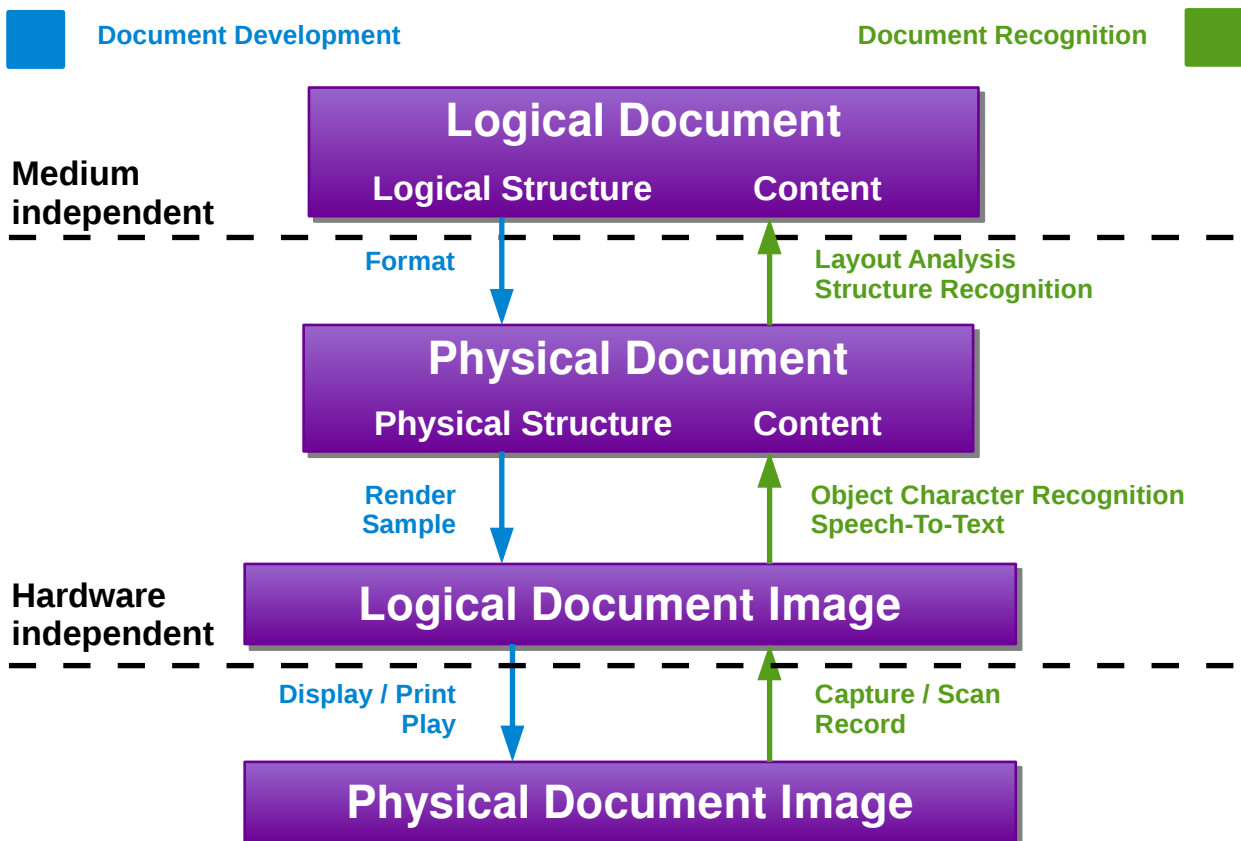 Document Development
Document Recognition
Logical Document
Logical Structure
Content
Medium
independent
Format
Layout Analysis
Structure Recognition
Physical Document
Physical Structure
Content
Render
Sample
Object Character Recognition
Speech-To-Text
Hardware
independent
Logical Document Image
Display / Print
Play
Capture / Scan
Record
Physical Document Image